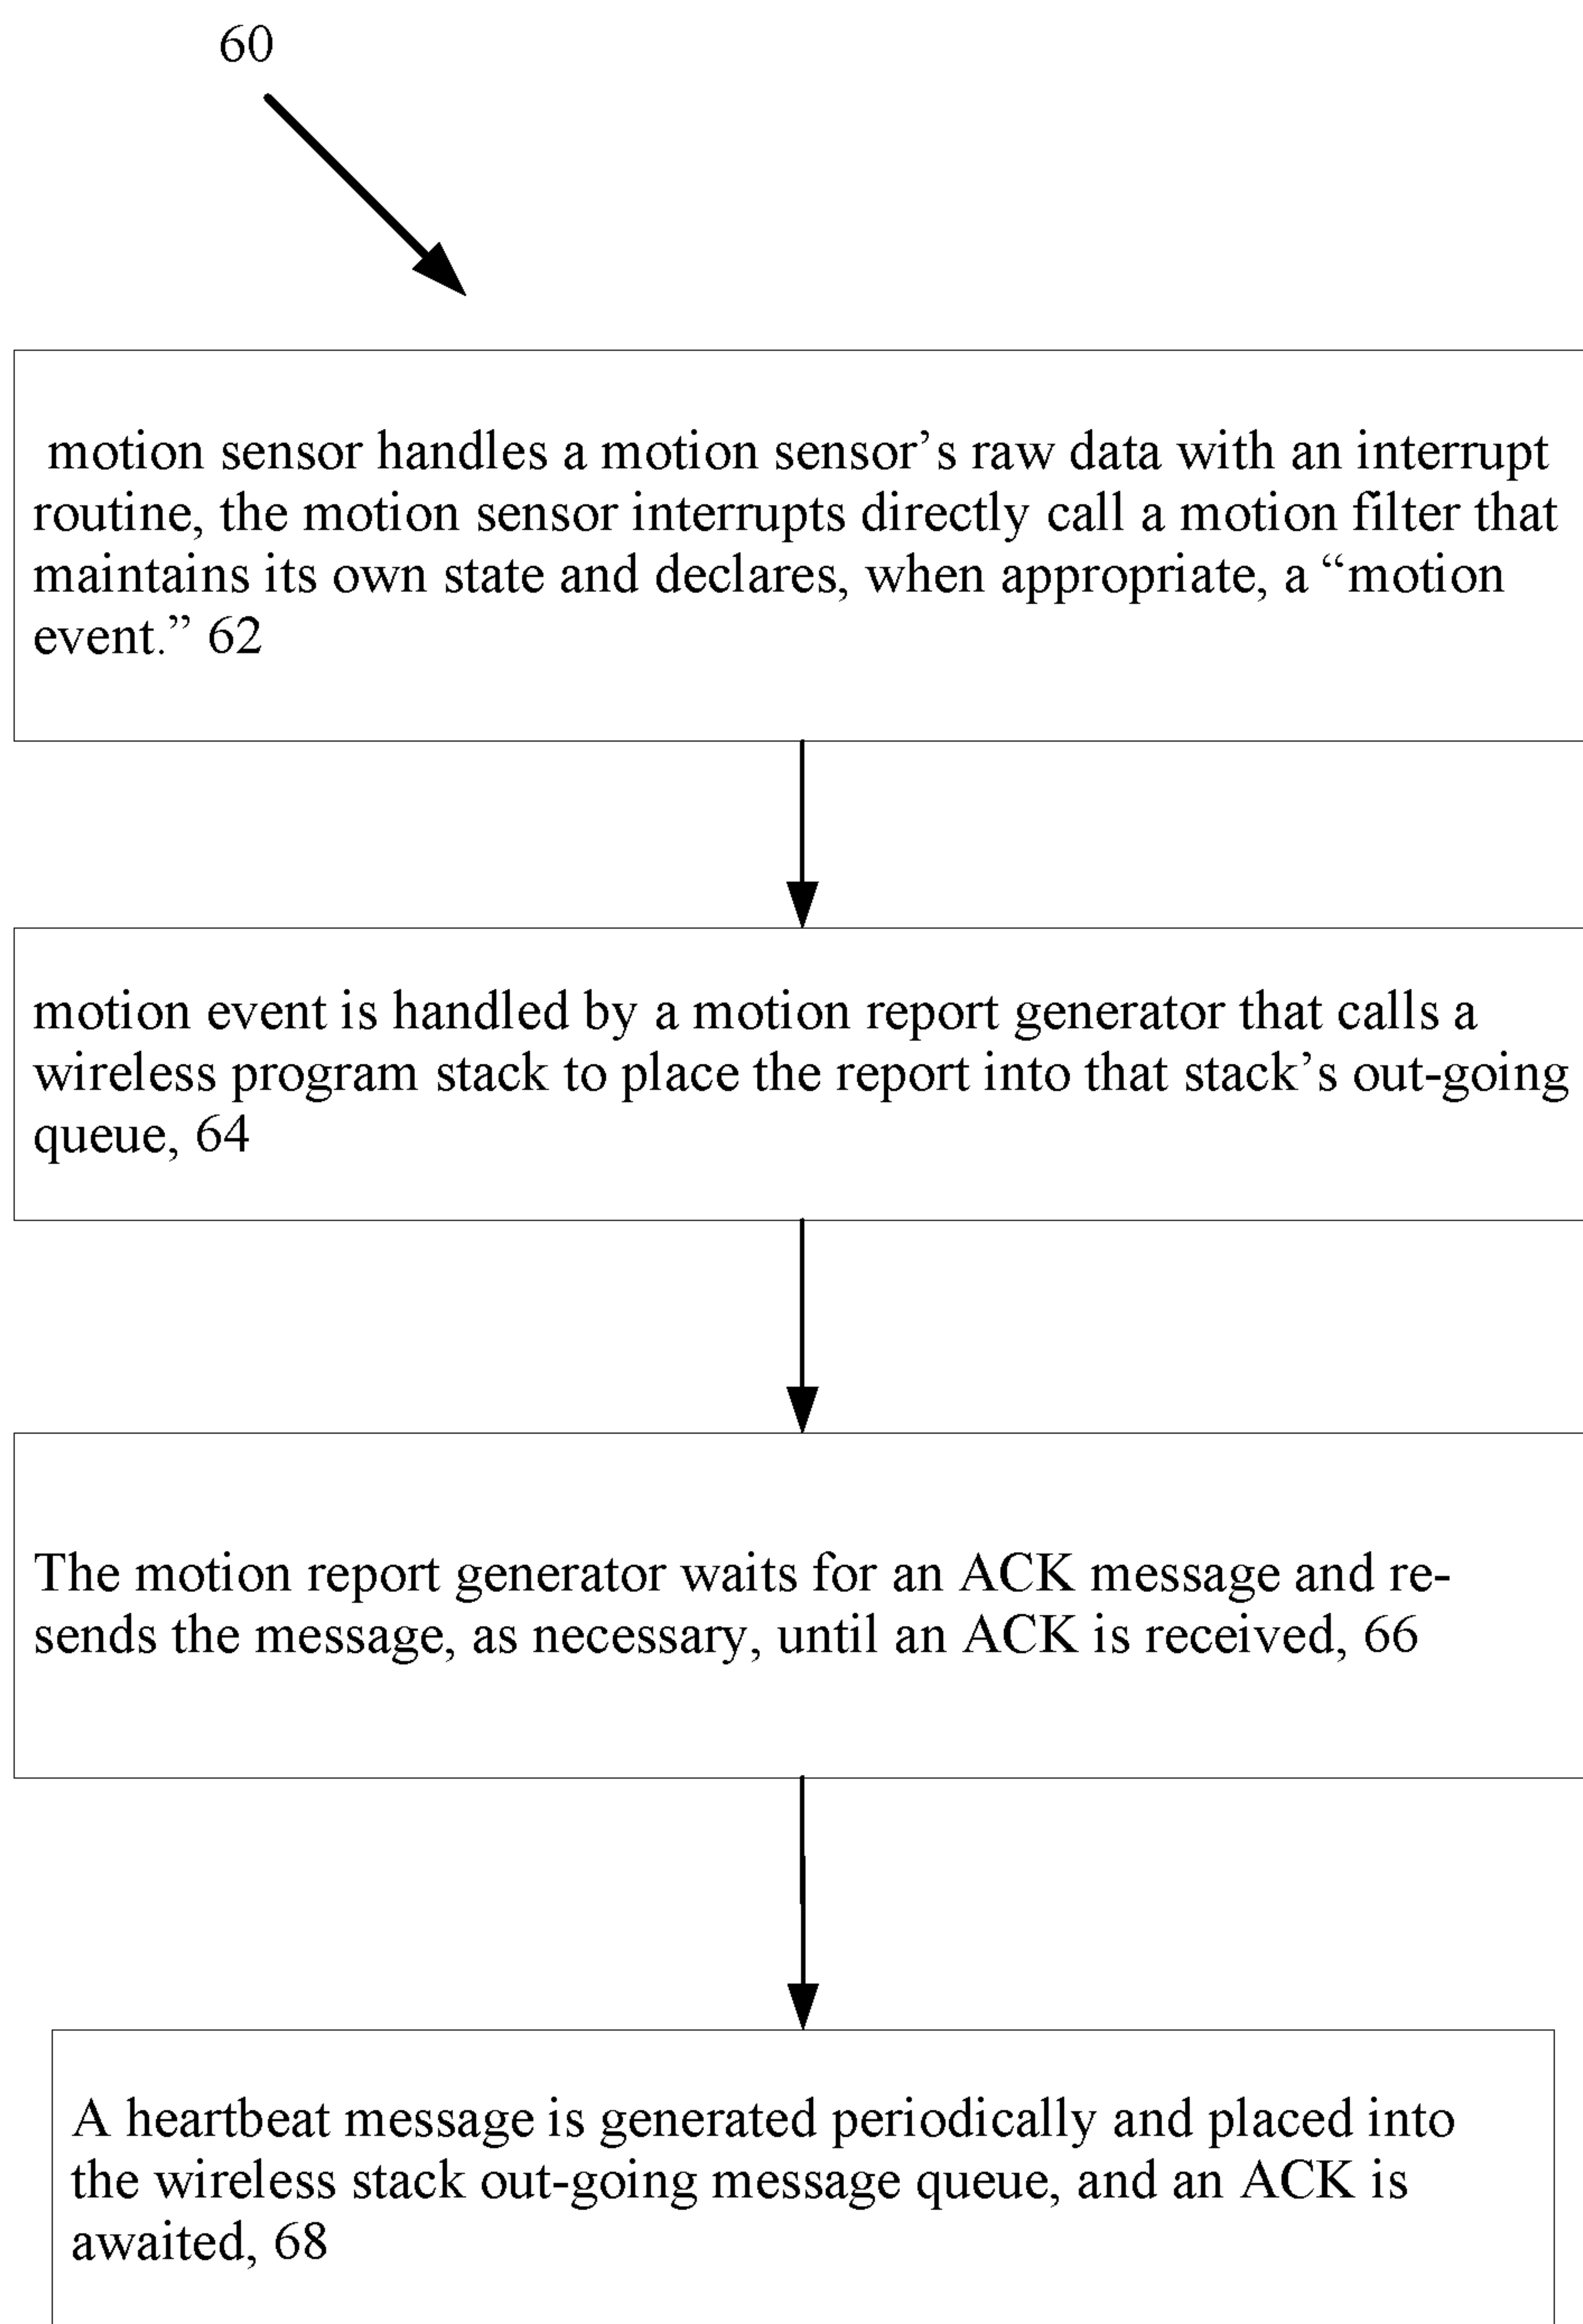 60
motion sensor handles a motion sensor’s raw data with an interrupt
routine, the motion sensor interrupts directly call a motion filter that
maintains its own state and declares, when appropriate, a “motion
event.” 62
motion event is handled by a motion report generator that calls a
wireless program stack to place the report into that stack’s out-going
queue, 64
The motion report generator waits for an ACK message and re-
sends the message, as necessary, until an ACK is received, 66
A heartbeat message is generated periodically and placed into
the wireless stack out-going message queue, and an ACK is
awaited, 68